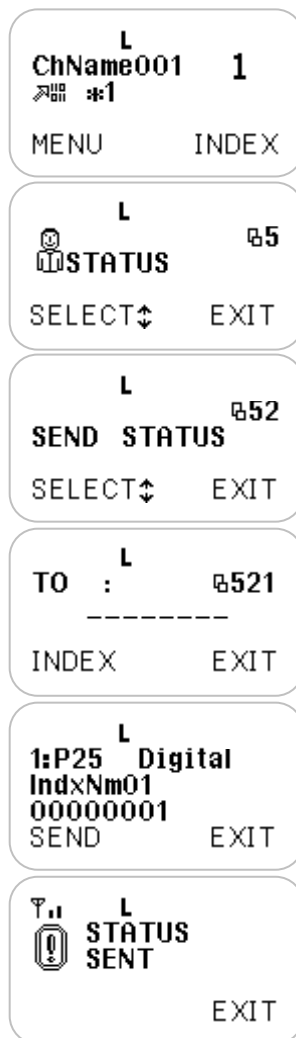 L
ChName001 1
*1
MENU INDEX
L
5
STATUS
SELECT EXIT
L
52
SEND STATUS
SELECT EXIT
L
TO : 521
--------
INDEX EXIT
L
1:P25 Digital
IndxNm01
00000001
SEND EXIT
L
STATUS
SENT
EXIT